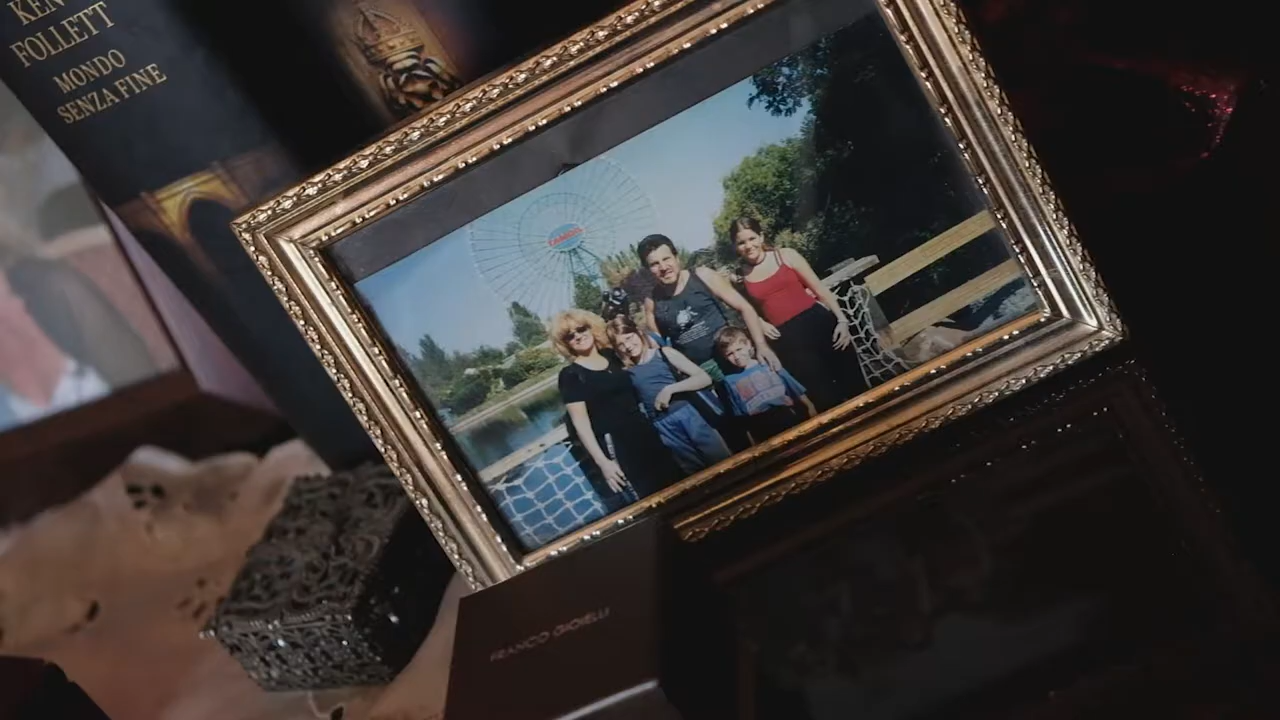 KEN
FOLLETT
MONDO
SENZA FINE
FRANCO GIOIELLI